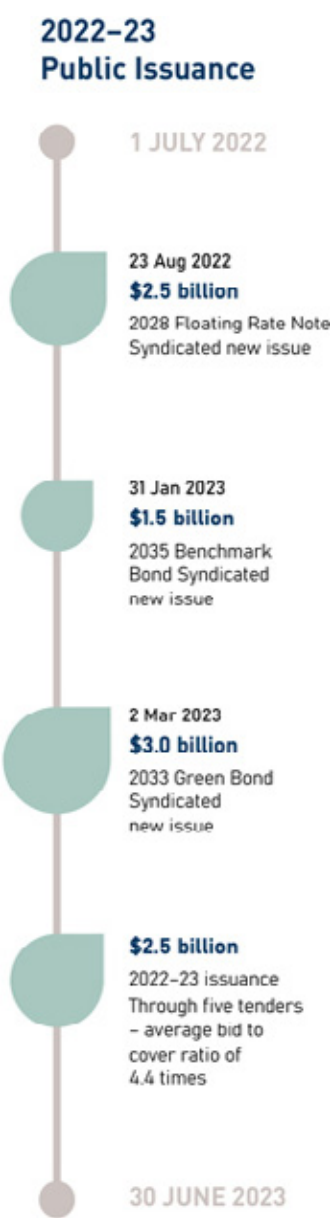 2022–23
Public Issuance
1 JULY 2022
23 Aug 2022
$2.5 billion
2028 Floating Rate Note
Syndicated new issue
31 Jan 2023
$1.5 billion
2035 Benchmark
Bond Syndicated
new issue
2 Mar 2023
$3.0 billion
2033 Green Bond
Syndicated
new issue
$2.5 billion
2022–23 issuance
Through five tenders
– average bid to
cover ratio of
4.4 times
30 JUNE 2023